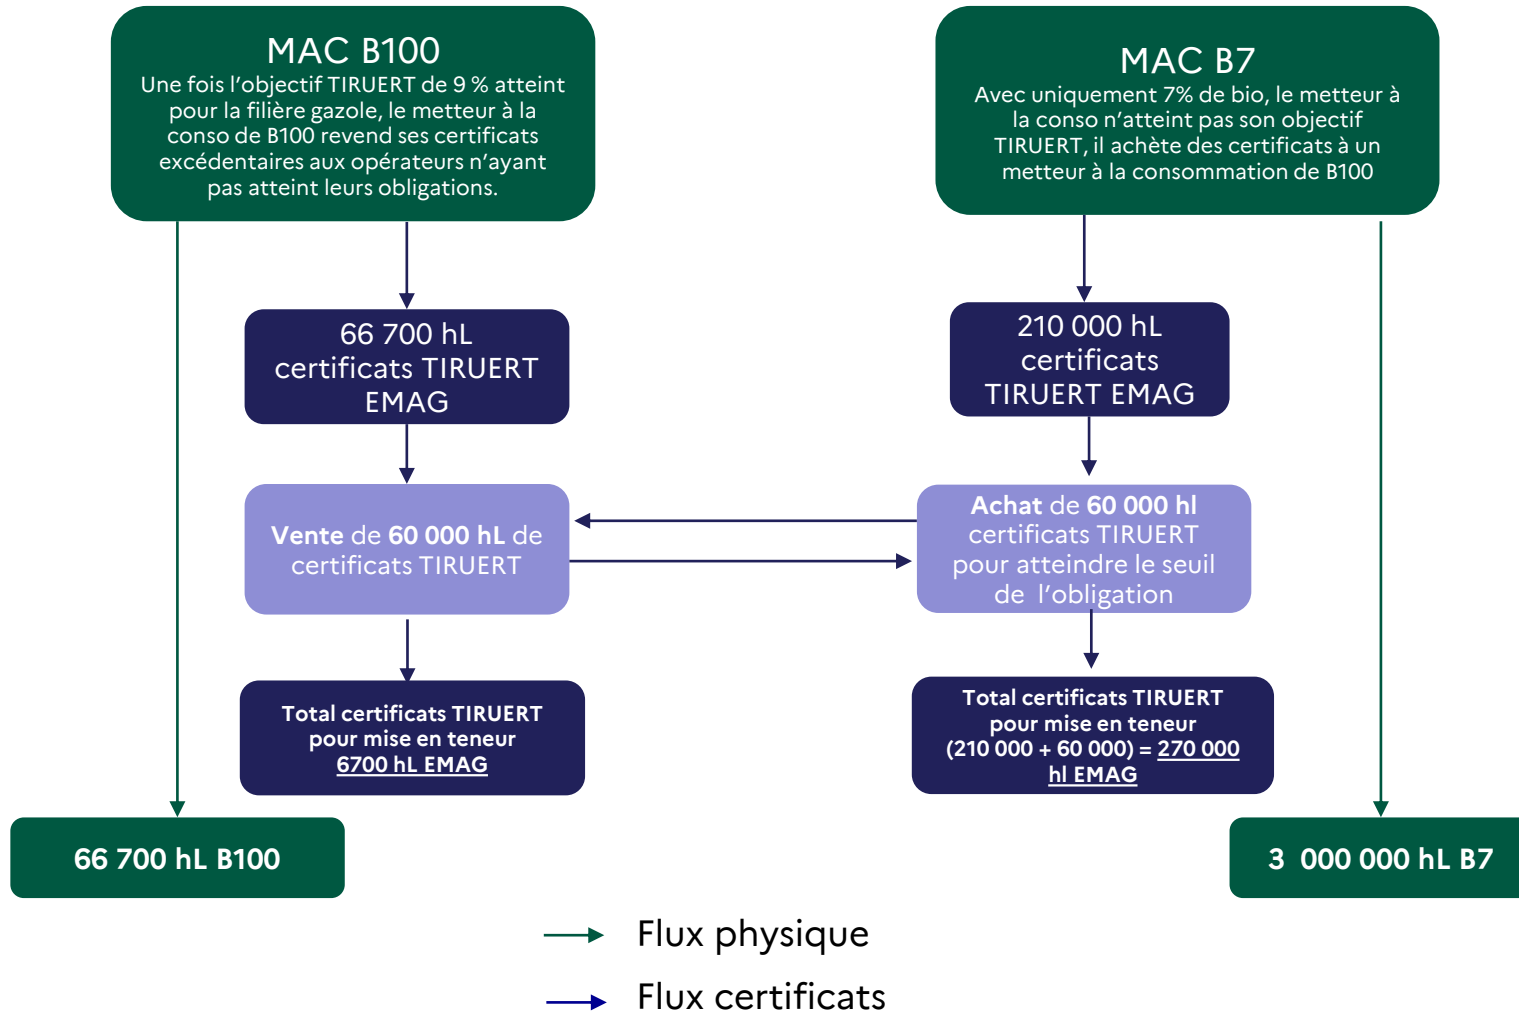 MAC B100
Une fois l’objectif TIRUERT de 9 % atteint
pour la filière gazole, le metteur à la
conso de B100 revend ses certificats
excédentaires aux opérateurs n’ayant
pas atteint leurs obligations.
MAC B7
Avec uniquement 7% de bio, le metteur à
la conso n’atteint pas son objectif
TIRUERT, il achète des certificats à un
metteur à la consommation de B100
66 700 hL
certificats TIRUERT
EMAG
210 000 hL
certificats
TIRUERT EMAG
Vente de 60 000 hL de
certificats TIRUERT
Achat de 60 000 hl
certificats TIRUERT
pour atteindre le seuil
de l’obligation
Total certificats TIRUERT
pour mise en teneur
6700 hL EMAG
Total certificats TIRUERT
pour mise en teneur
(210 000 + 60 000) = 270 000
hl EMAG
66 700 hL B100
3 000 000 hL B7
Flux physique
Flux certificats